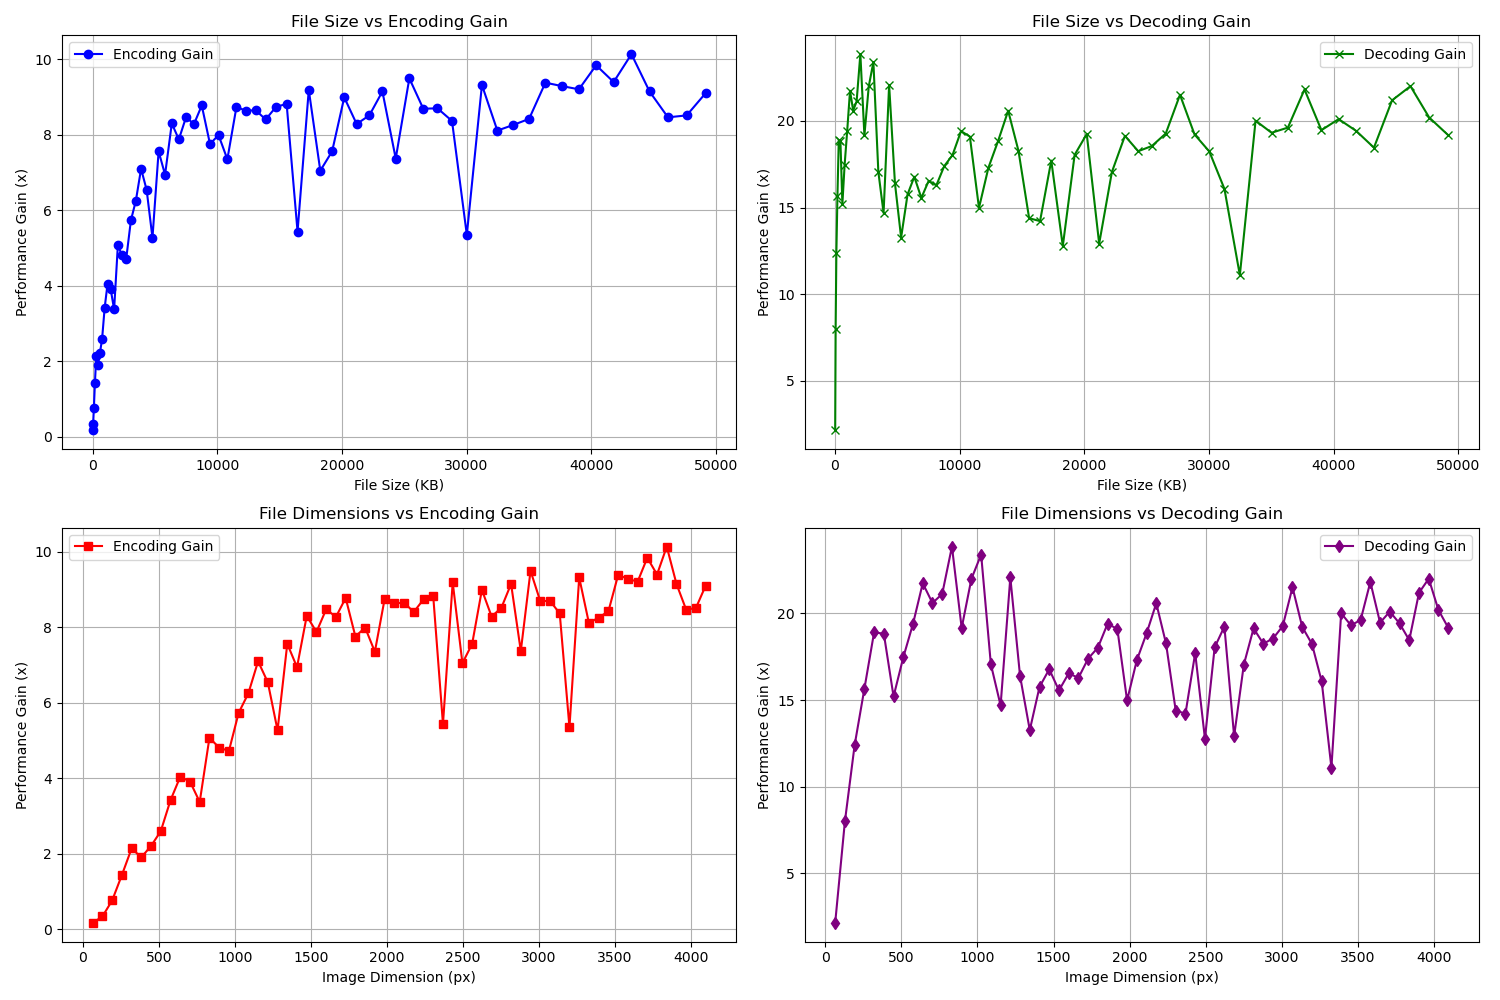 File Size vs Encoding Gain
Encoding Gain
Performance Gain (x)
10
8
6
4
2
0
0 10000 20000 30000 40000 50000
File Size (KB)
File Size vs Decoding Gain
Decoding Gain
Performance Gain (x)
20
15
10
5
0 10000 20000 30000 40000 50000
File Size (KB)
File Dimensions vs Encoding Gain
Encoding Gain
Performance Gain (x)
10
8
6
4
2
0
0 500 1000 1500 2000 2500 3000 3500 4000
Image Dimension (px)
File Dimensions vs Decoding Gain
Decoding Gain
Performance Gain (x)
20
15
10
5
0 500 1000 1500 2000 2500 3000 3500 4000
Image Dimension (px)